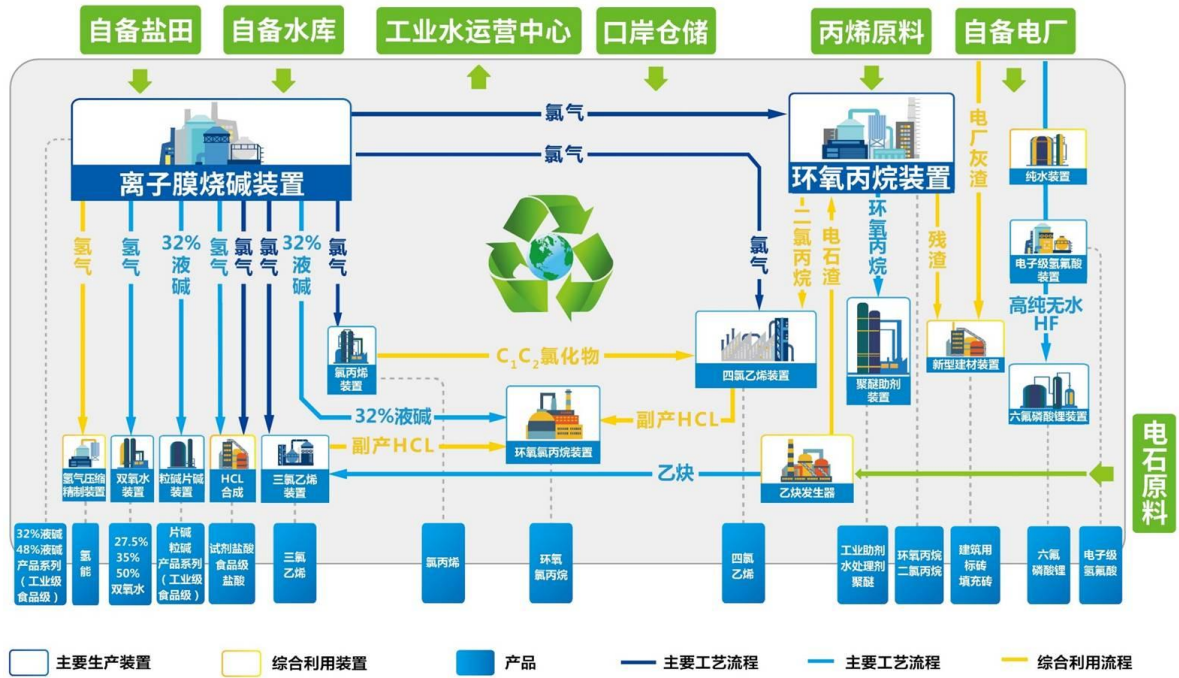 自备盐田
自备水库
工业水运营中心
口岸仓储
丙烯原料
自备电厂
离子膜烧碱装置
氯气
氯气
环氧丙烷装置
电厂灰渣
纯水装置
氢气
氢气
32%
液碱
氢气
氯气
氯气
32%
液碱
氯气
氯气
二氯丙烷
电石渣
环氧丙烷
残渣
电子级氢氟酸
装置
高纯无水
HF
氯丙烯
装置
C₁C₂氯化物
四氯乙烯装置
聚醚助剂
装置
新型建材装置
六氟磷酸锂装置
32%液碱
副产HCL
环氧氯丙烷装置
副产HCL
氢气压缩
精制装置
双氧水
装置
粒碱片碱
装置
HCL
合成
三氯乙烯
装置
乙炔
乙炔发生器
电石原料
32%液碱
48%液碱
产品系列
（工业级
食品级）
氢能
27.5%
35%
50%
双氧水
片碱
粒碱
产品系列
（工业级
食品级）
试剂盐酸
食品级
盐酸
三氯
乙烯
氯丙烯
环氧
氯丙烷
四氯
乙烯
工业助剂
水处理剂
聚醚
环氧丙烷
二氯丙烷
建筑用
标砖
填充砖
六氟
磷酸锂
电子级
氢氟酸
主要生产装置
综合利用装置
产品
主要工艺流程
主要工艺流程
综合利用流程